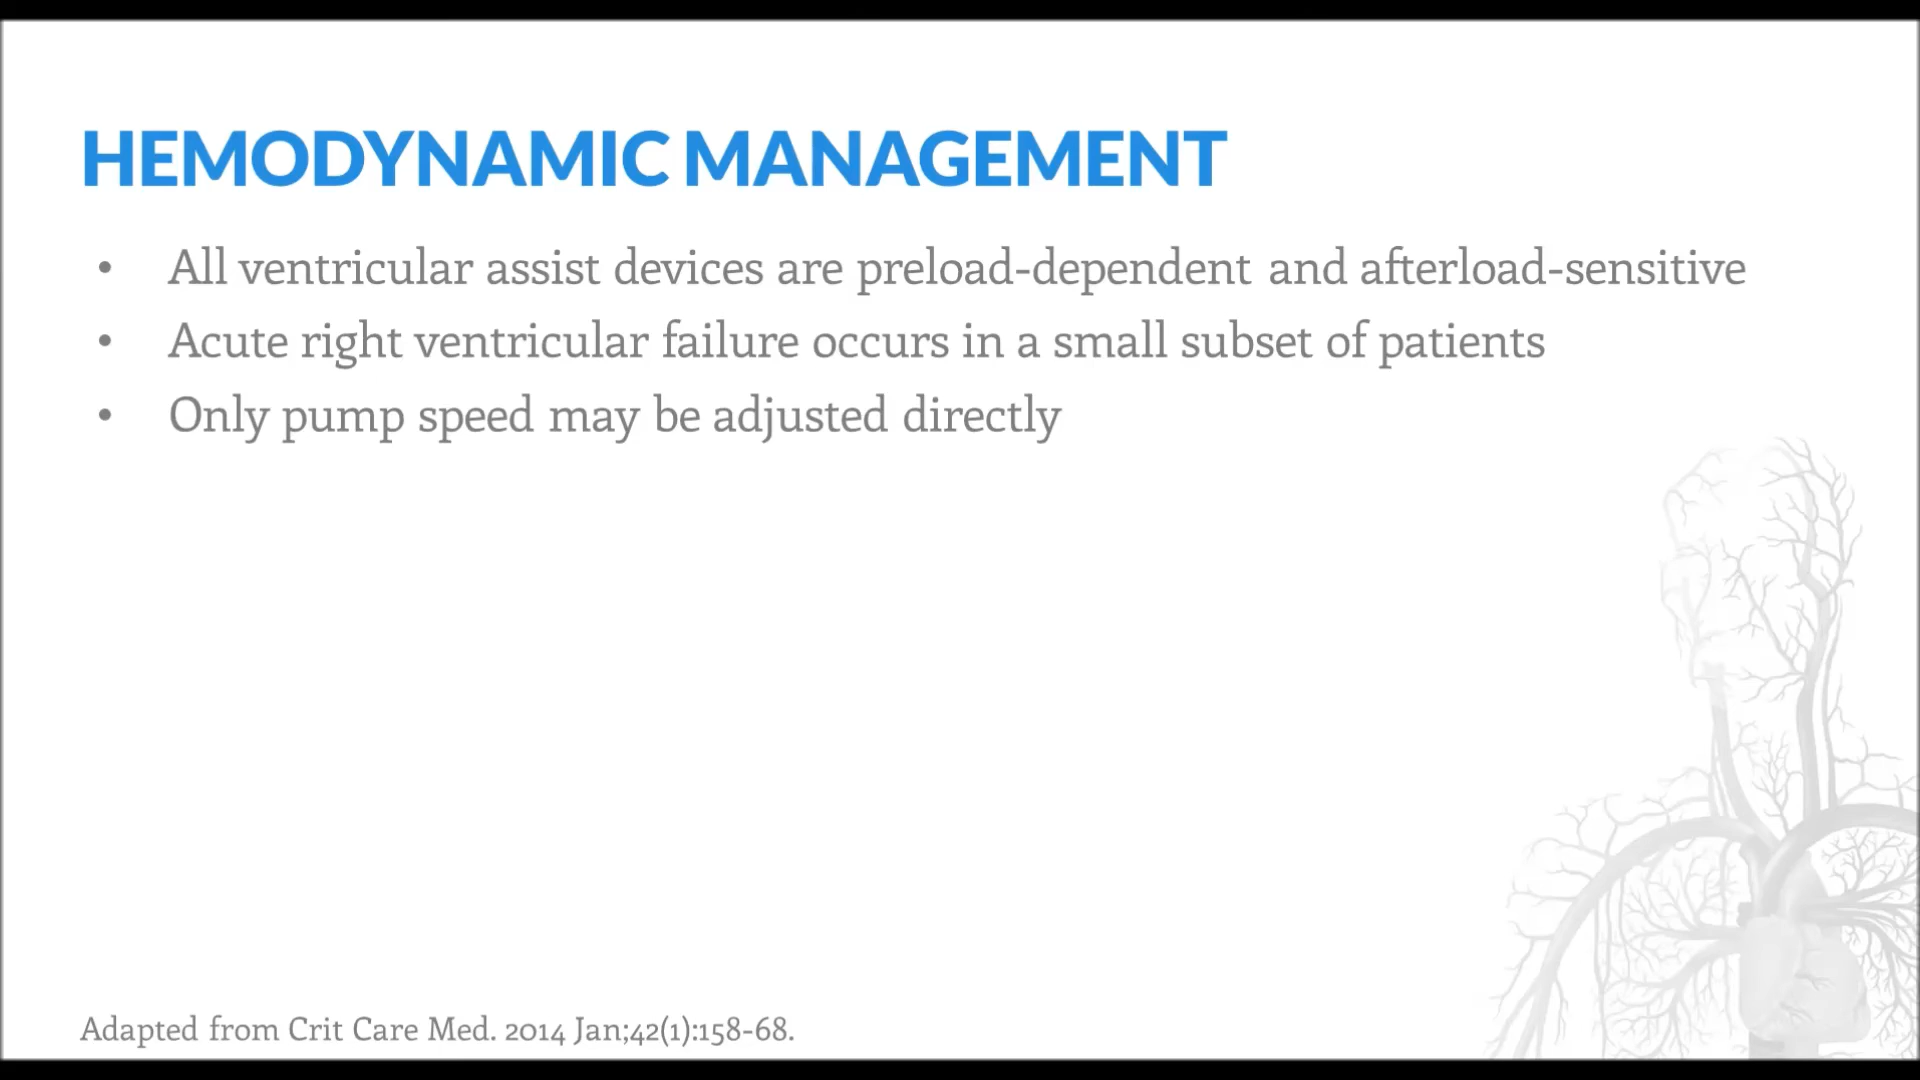 HEMODYNAMIC MANAGEMENT
• All ventricular assist devices are preload-dependent and afterload-sensitive
• Acute right ventricular failure occurs in a small subset of patients
• Only pump speed may be adjusted directly
Adapted from Crit Care Med. 2014 Jan;42(1):158-68.